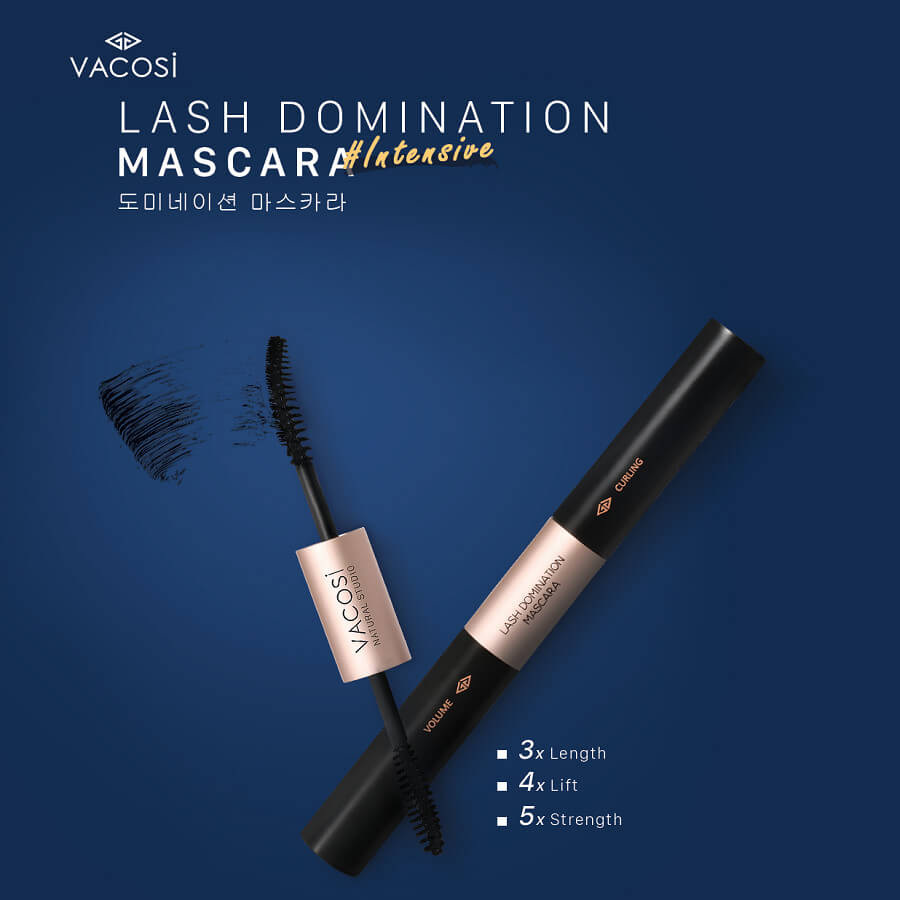 VACOSi
LASH DOMINATION
MASCARA #Intensive
도미네이션 마스카라
CURLING
LASH DOMINATION
MASCARA
VOLUME
VACOSi
NATURAL STUDIO
3x Length
4x Lift
5x Strength